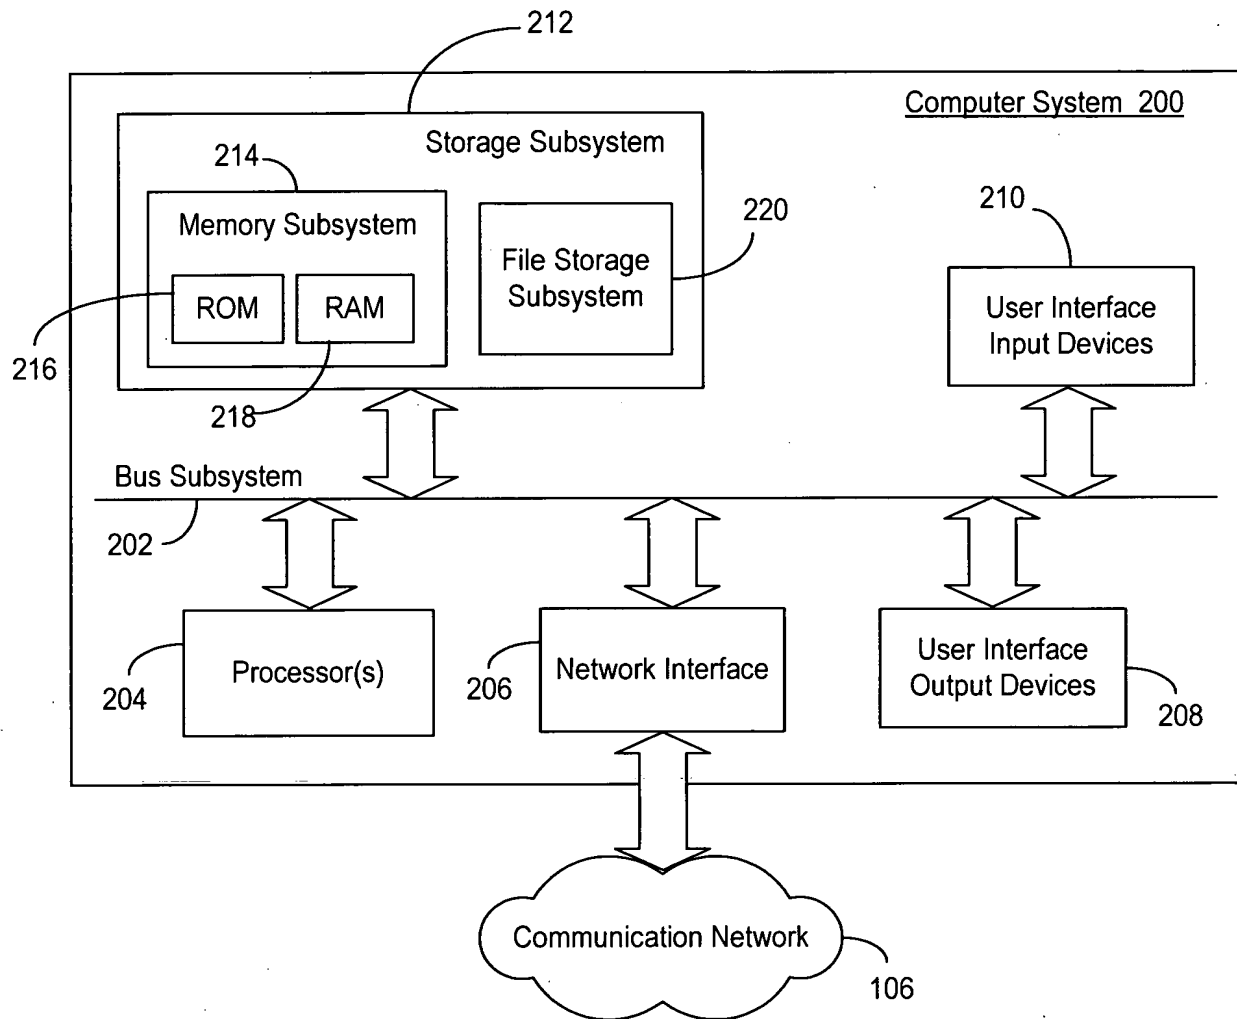 212
Computer System 200
Storage Subsystem
214
Memory Subsystem
ROM
RAM
216
218
File Storage
Subsystem
220
210
User Interface
Input Devices
Bus Subsystem
202
Processor(s)
204
Network Interface
206
User Interface
Output Devices
208
Communication Network
106